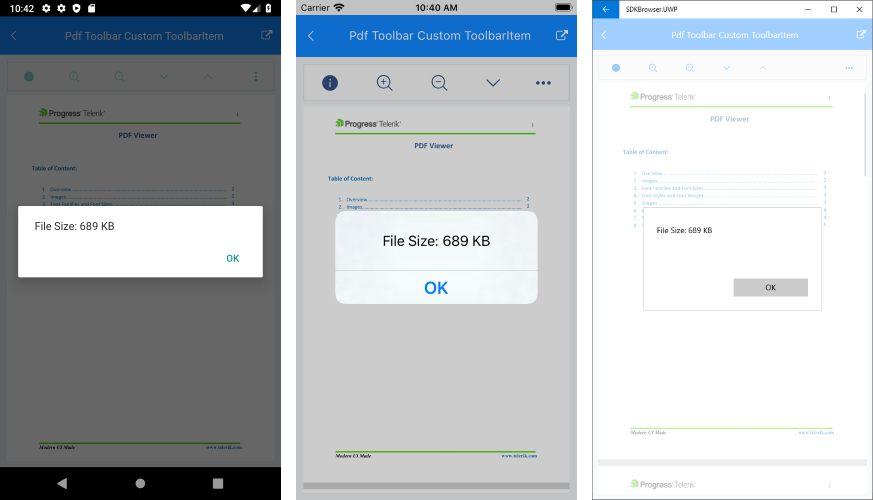 10:42
Pdf Toolbar Custom ToolbarItem
Progress Telerik
1
PDF Viewer
Table of Content:
1. Overview 2
2. Images 2
3. Font Families and Font Sizes
File Size: 689 KB
OK
Modern UI Made
www.telerik.com
Carrier
10:40 AM
Pdf Toolbar Custom ToolbarItem
Progress Telerik
1
PDF Viewer
Table of Content:
1. Overview 2
2. Images 2
File Size: 689 KB
OK
Modern UI Made
www.telerik.com
SDKBrowser.UWP
Pdf Toolbar Custom ToolbarItem
Progress Telerik
1
PDF Viewer
Table of Content:
1. Overview 2
2. Images 2
3. Font Families and Font Sizes 3
4. Font Styles and Font Weight 3
5. Shapes
File Size: 689 KB
OK
Modern UI Made
www.telerik.com
Progress Telerik